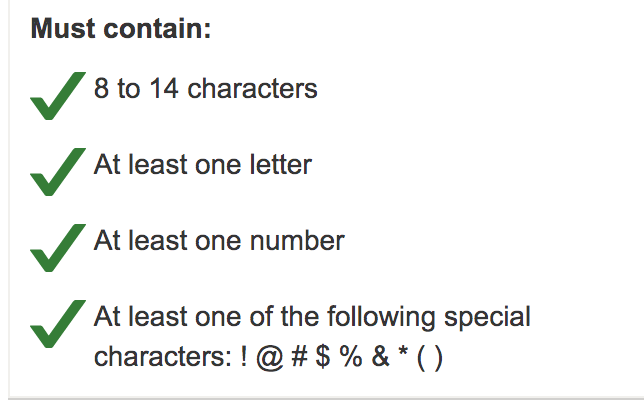 Must contain:
8 to 14 characters
At least one letter
At least one number
At least one of the following special
characters: ! @ # $ % & * ( )